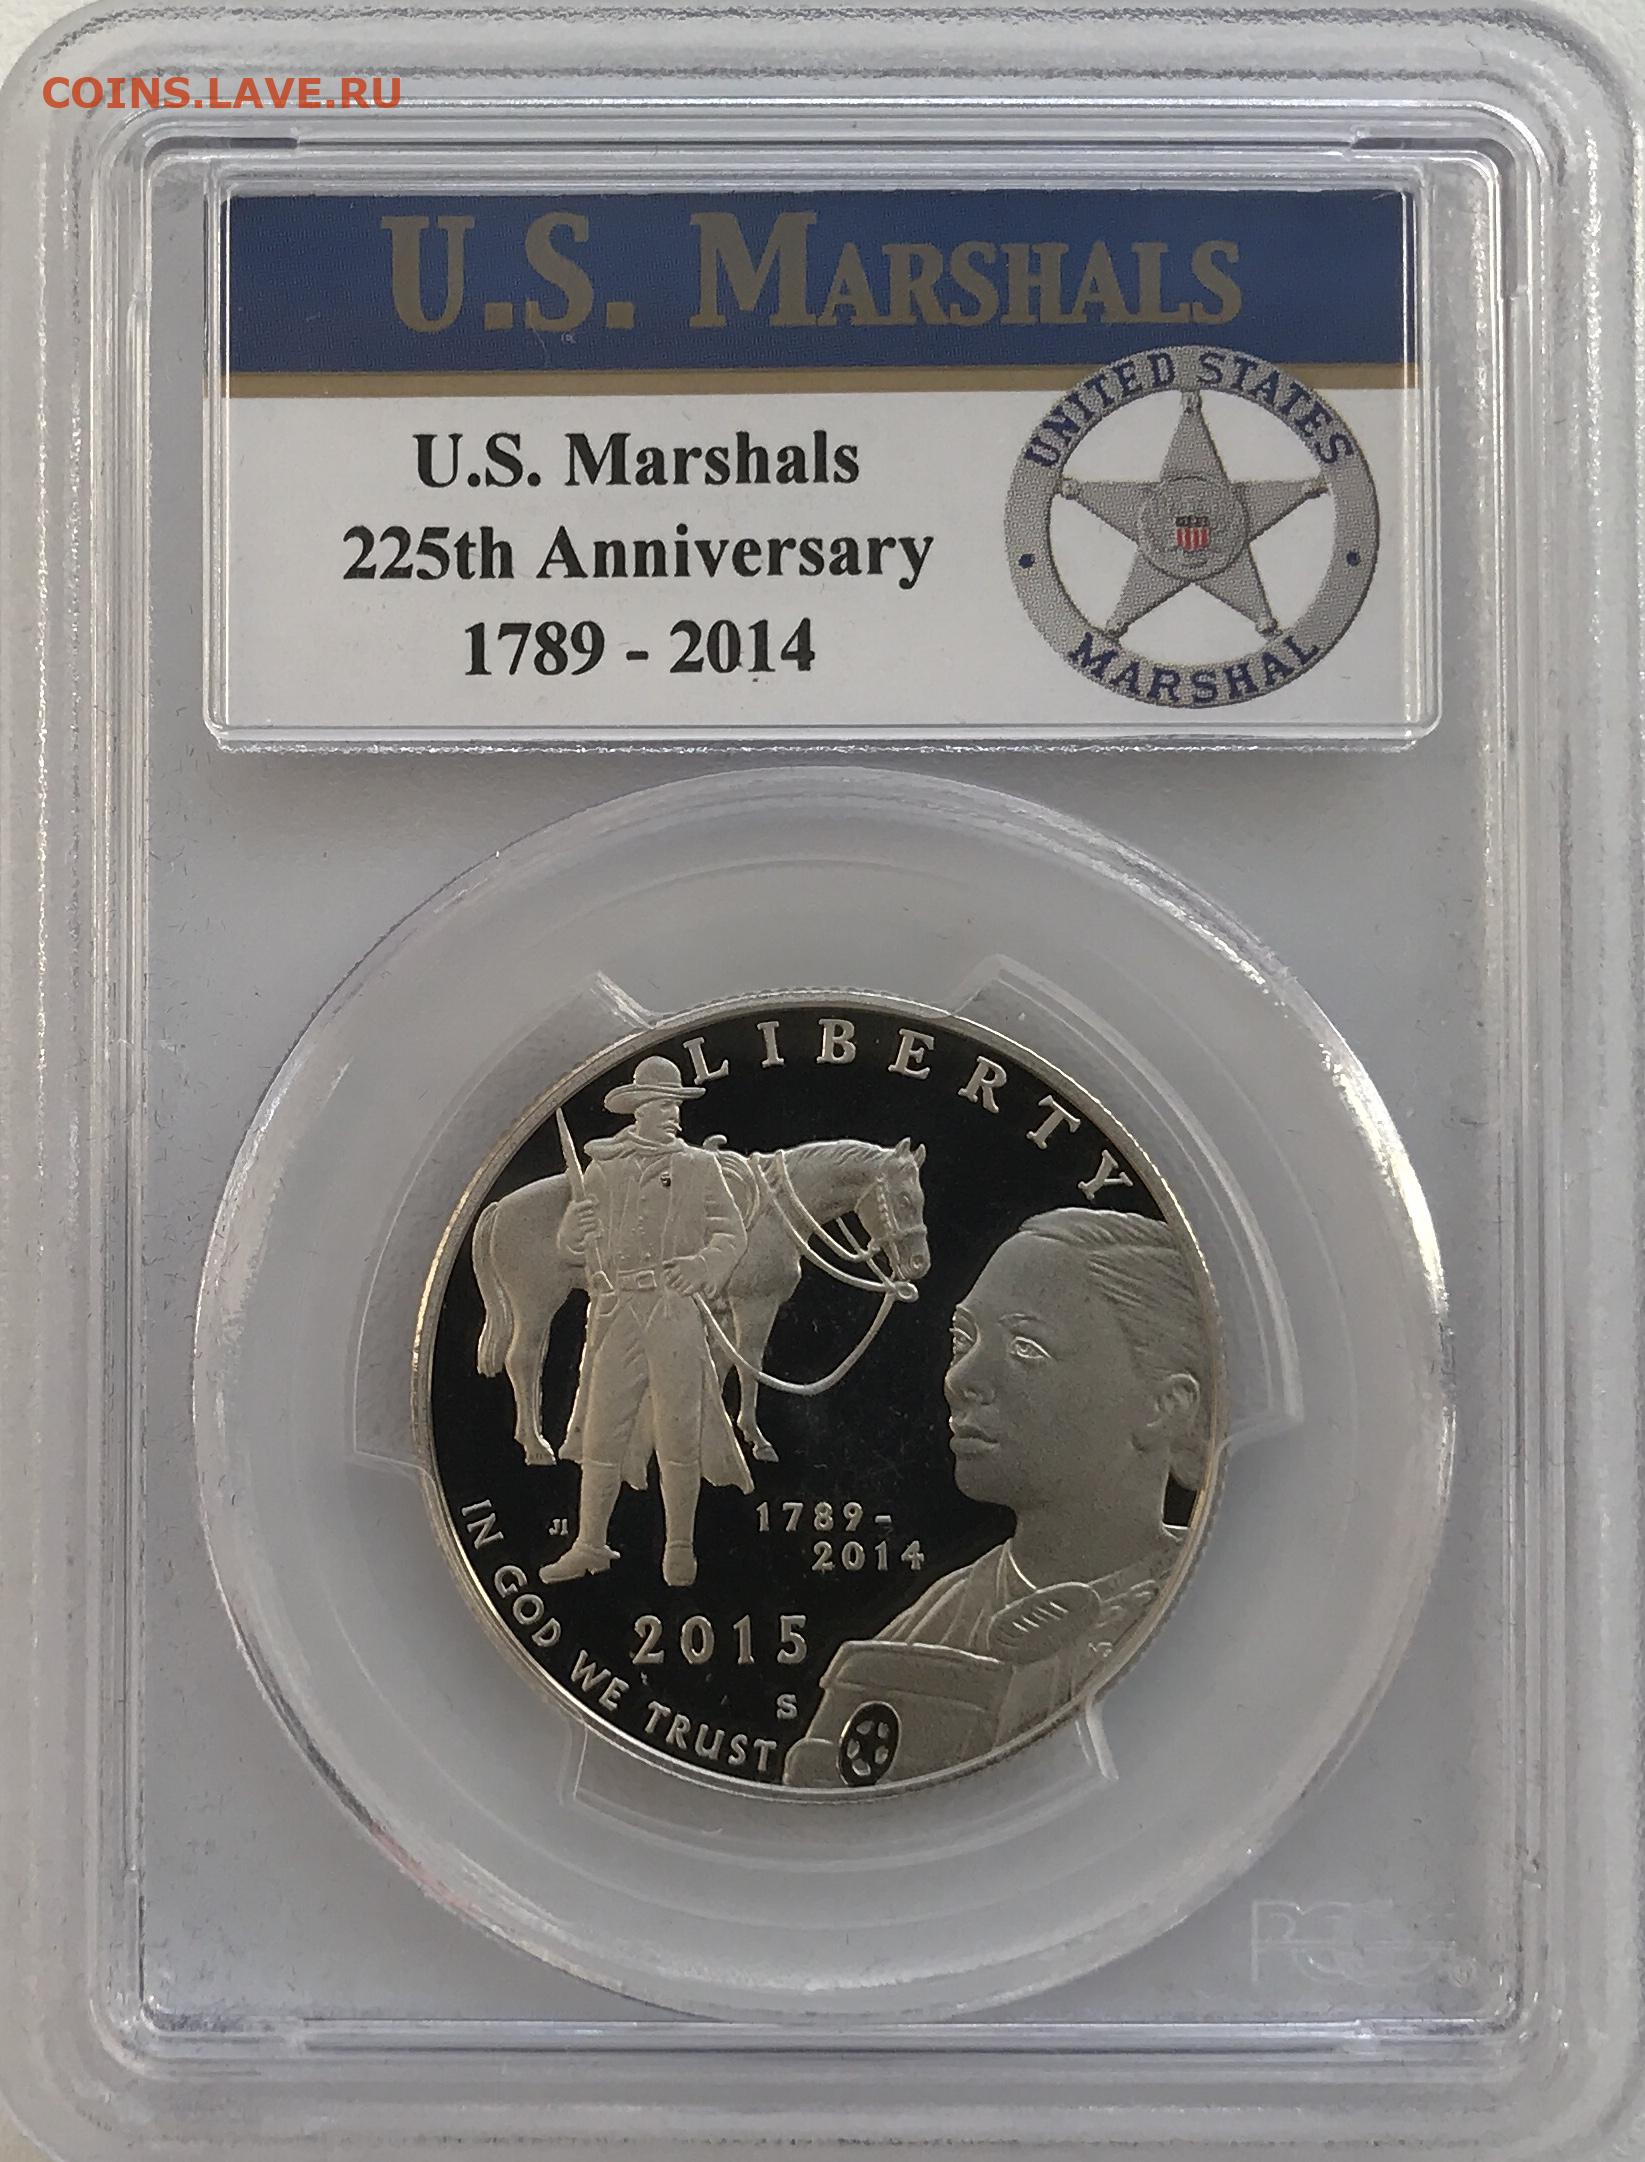 COINS.LAVE.RU
U.S. MARSHALS
U.S. Marshals
225th Anniversary
1789 - 2014
UNITED STATES
MARSHAL
LIBERTY
JI
1789-
2014
2015
S
IN GOD WE TRUST
PCGS